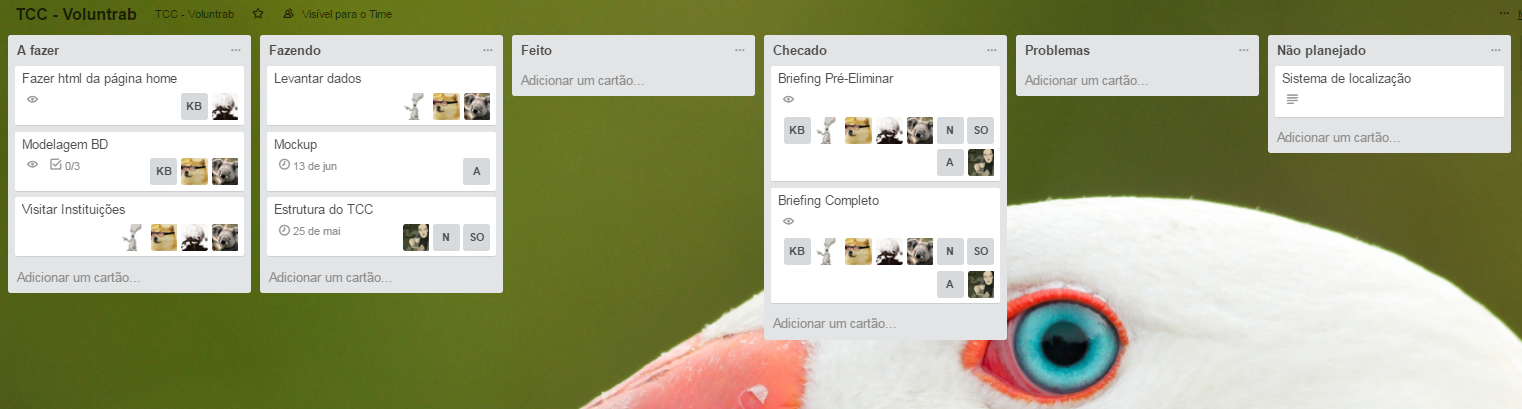 TCC - Voluntrab TCC - Voluntrab Visível para o Time
A fazer
Fazer html da página home
KB
Modelagem BD
0/3
KB
Visitar Instituições
Adicionar um cartão...
Fazendo
Levantar dados
Mockup
13 de jun
A
Estrutura do TCC
25 de mai
N SO
Adicionar um cartão...
Feito
Adicionar um cartão...
Checado
Briefing Pré-Eliminar
KB N SO
A
Briefing Completo
KB N SO
A
Adicionar um cartão...
Problemas
Adicionar um cartão...
Não planejado
Sistema de localização
Adicionar um cartão...